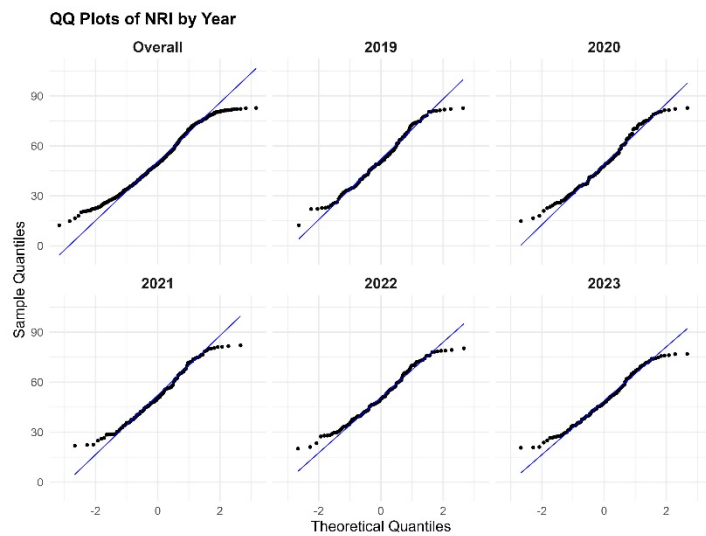 QQ Plots of NRI by Year
Overall 2019 2020
90
60
30
0
Sample Quantiles
2021 2022 2023
90
60
30
0
-2 0 2 -2 0 2 -2 0 2
Theoretical Quantiles